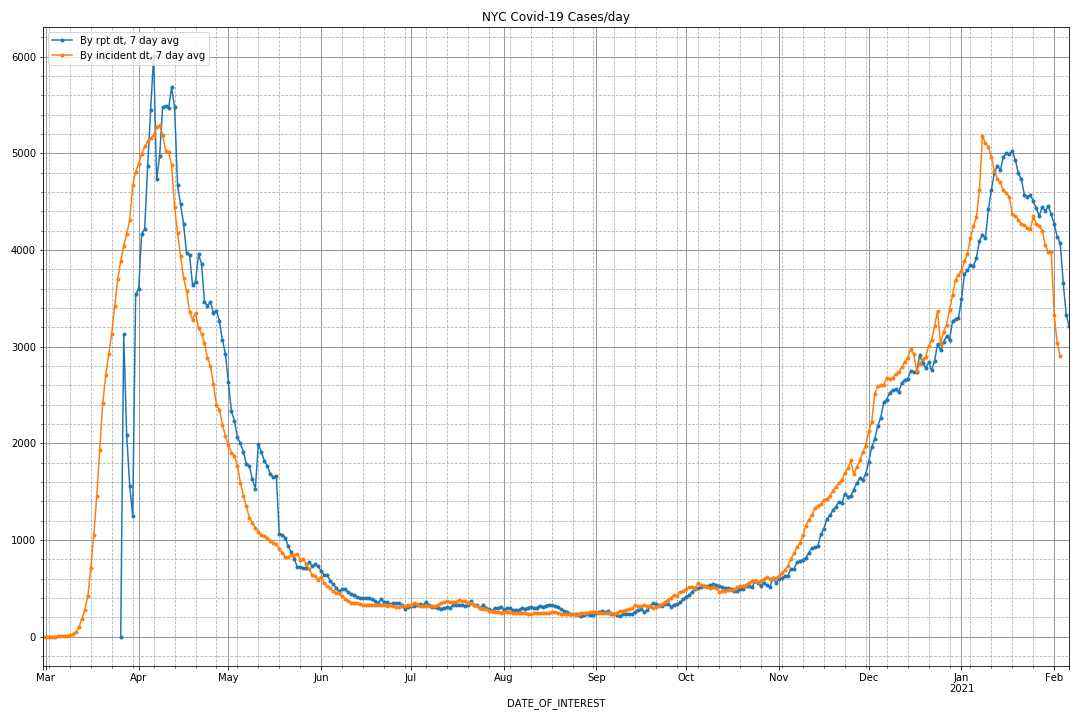 NYC Covid-19 Cases/day
By rpt dt, 7 day avg
By incident dt, 7 day avg
6000
5000
4000
3000
2000
1000
0
Mar Apr May Jun Jul Aug Sep Oct Nov Dec Jan Feb
2021
DATE_OF_INTEREST